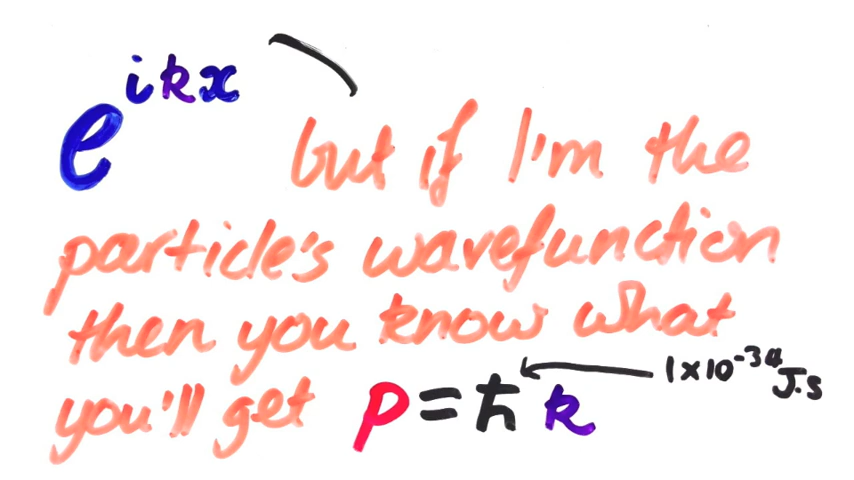 e^{ikx}
but if I'm the
particle's wavefunction
then you know what
you'll get p=ħk
1×10^{-34} J.s